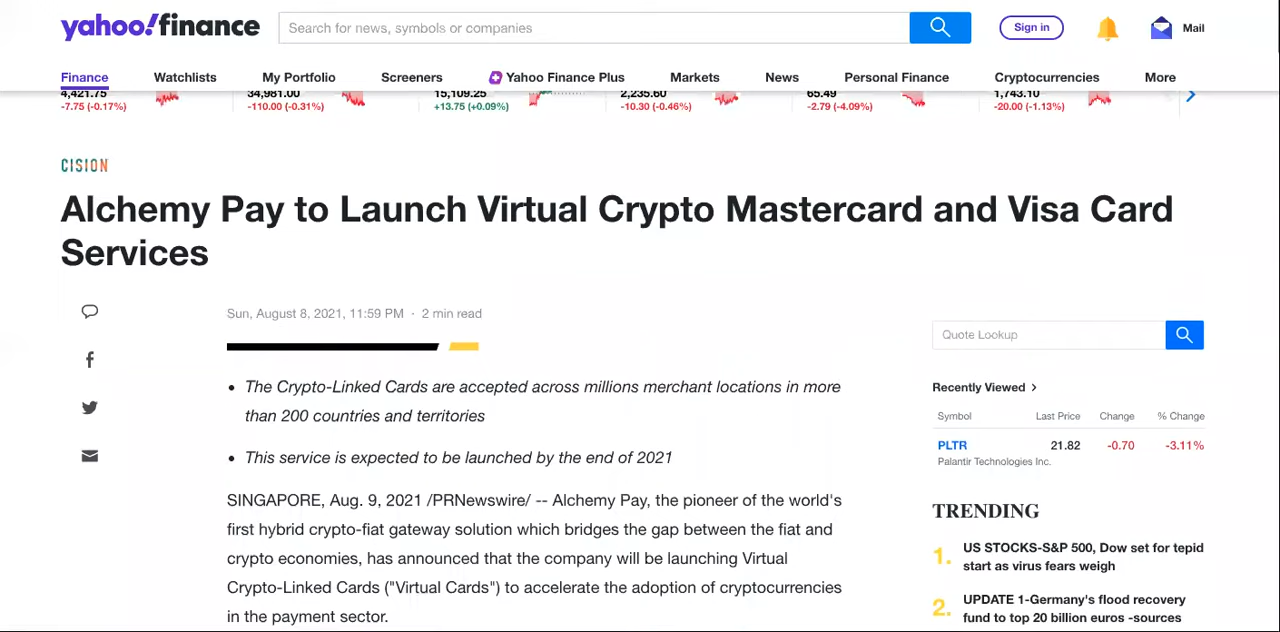 yahoo!finance
Search for news, symbols or companies
Sign in
Mail
Finance
Watchlists
My Portfolio
Screeners
Yahoo Finance Plus
Markets
News
Personal Finance
Cryptocurrencies
More
4,421.75
34,981.00
15,109.25
2,235.60
65.49
1,743.10
-7.75 (-0.17%)
-110.00 (-0.31%)
+13.75 (+0.09%)
-10.30 (-0.46%)
-2.79 (-4.09%)
-20.00 (-1.13%)
CISION
Alchemy Pay to Launch Virtual Crypto Mastercard and Visa Card
Services
Sun, August 8, 2021, 11:59 PM · 2 min read
• The Crypto-Linked Cards are accepted across millions merchant locations in more
than 200 countries and territories
• This service is expected to be launched by the end of 2021
SINGAPORE, Aug. 9, 2021 /PRNewswire/ -- Alchemy Pay, the pioneer of the world's
first hybrid crypto-fiat gateway solution which bridges the gap between the fiat and
crypto economies, has announced that the company will be launching Virtual
Crypto-Linked Cards ("Virtual Cards") to accelerate the adoption of cryptocurrencies
in the payment sector.
Quote Lookup
Recently Viewed >
Symbol Last Price Change % Change
PLTR 21.82 -0.70 -3.11%
Palantir Technologies Inc.
TRENDING
1. US STOCKS-S&P 500, Dow set for tepid
start as virus fears weigh
2. UPDATE 1-Germany's flood recovery
fund to top 20 billion euros -sources